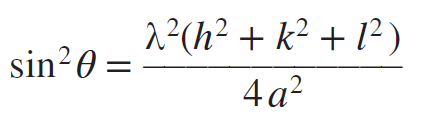 sin²θ = λ²(h² + k² + l²) / 4a²